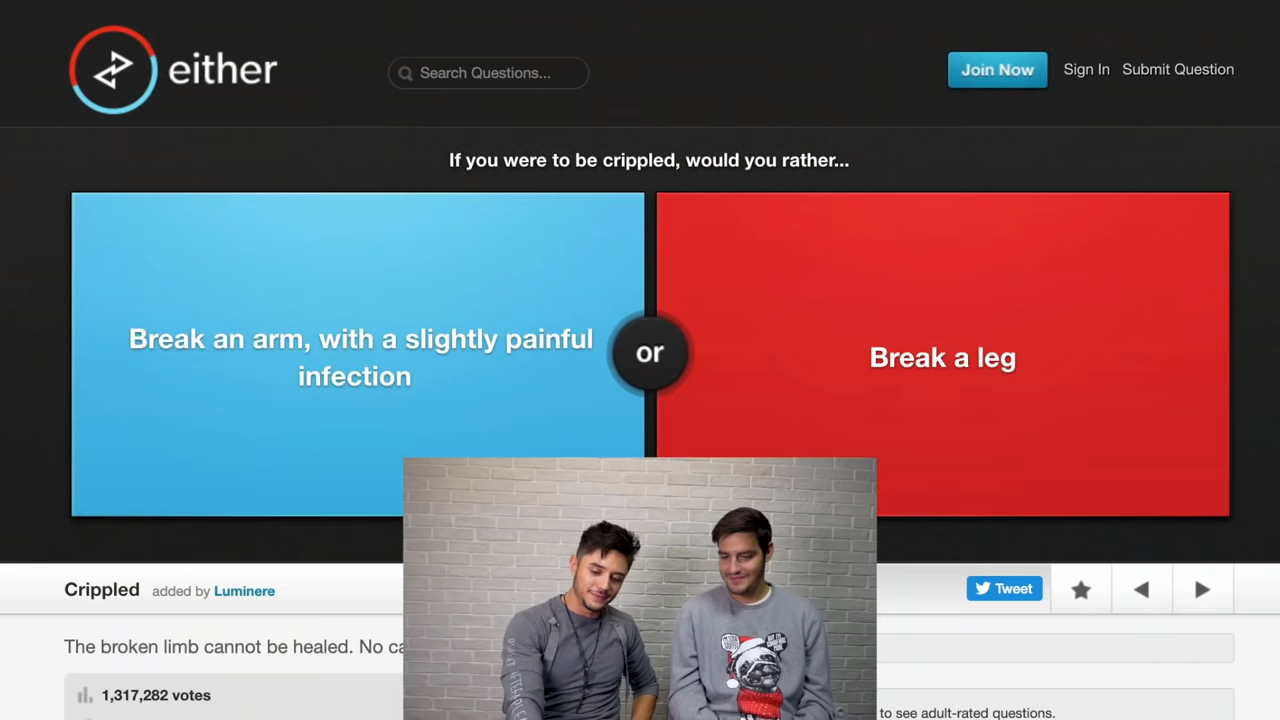 either
Search Questions...
Join Now
Sign In
Submit Question
If you were to be crippled, would you rather...
Break an arm, with a slightly painful
infection
or
Break a leg
Crippled
added by Luminere
Tweet
The broken limb cannot be healed. No
1,317,282 votes
to see adult-rated questions.